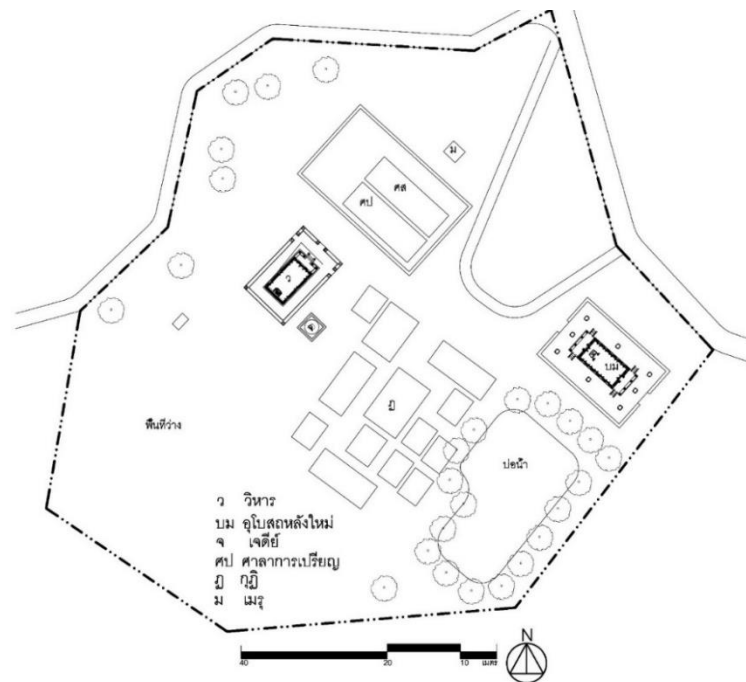 ม
ศส
ศป
ว
จ
บม
ฎ
พื้นที่ว่าง
บ่อน้ำ
ว วิหาร
บม อุโบสถหลังใหม่
จ เจดีย์
ศป ศาลาการเปรียญ
ฎ กุฏิ
ม เมรุ
N
40 20 10 เมตร